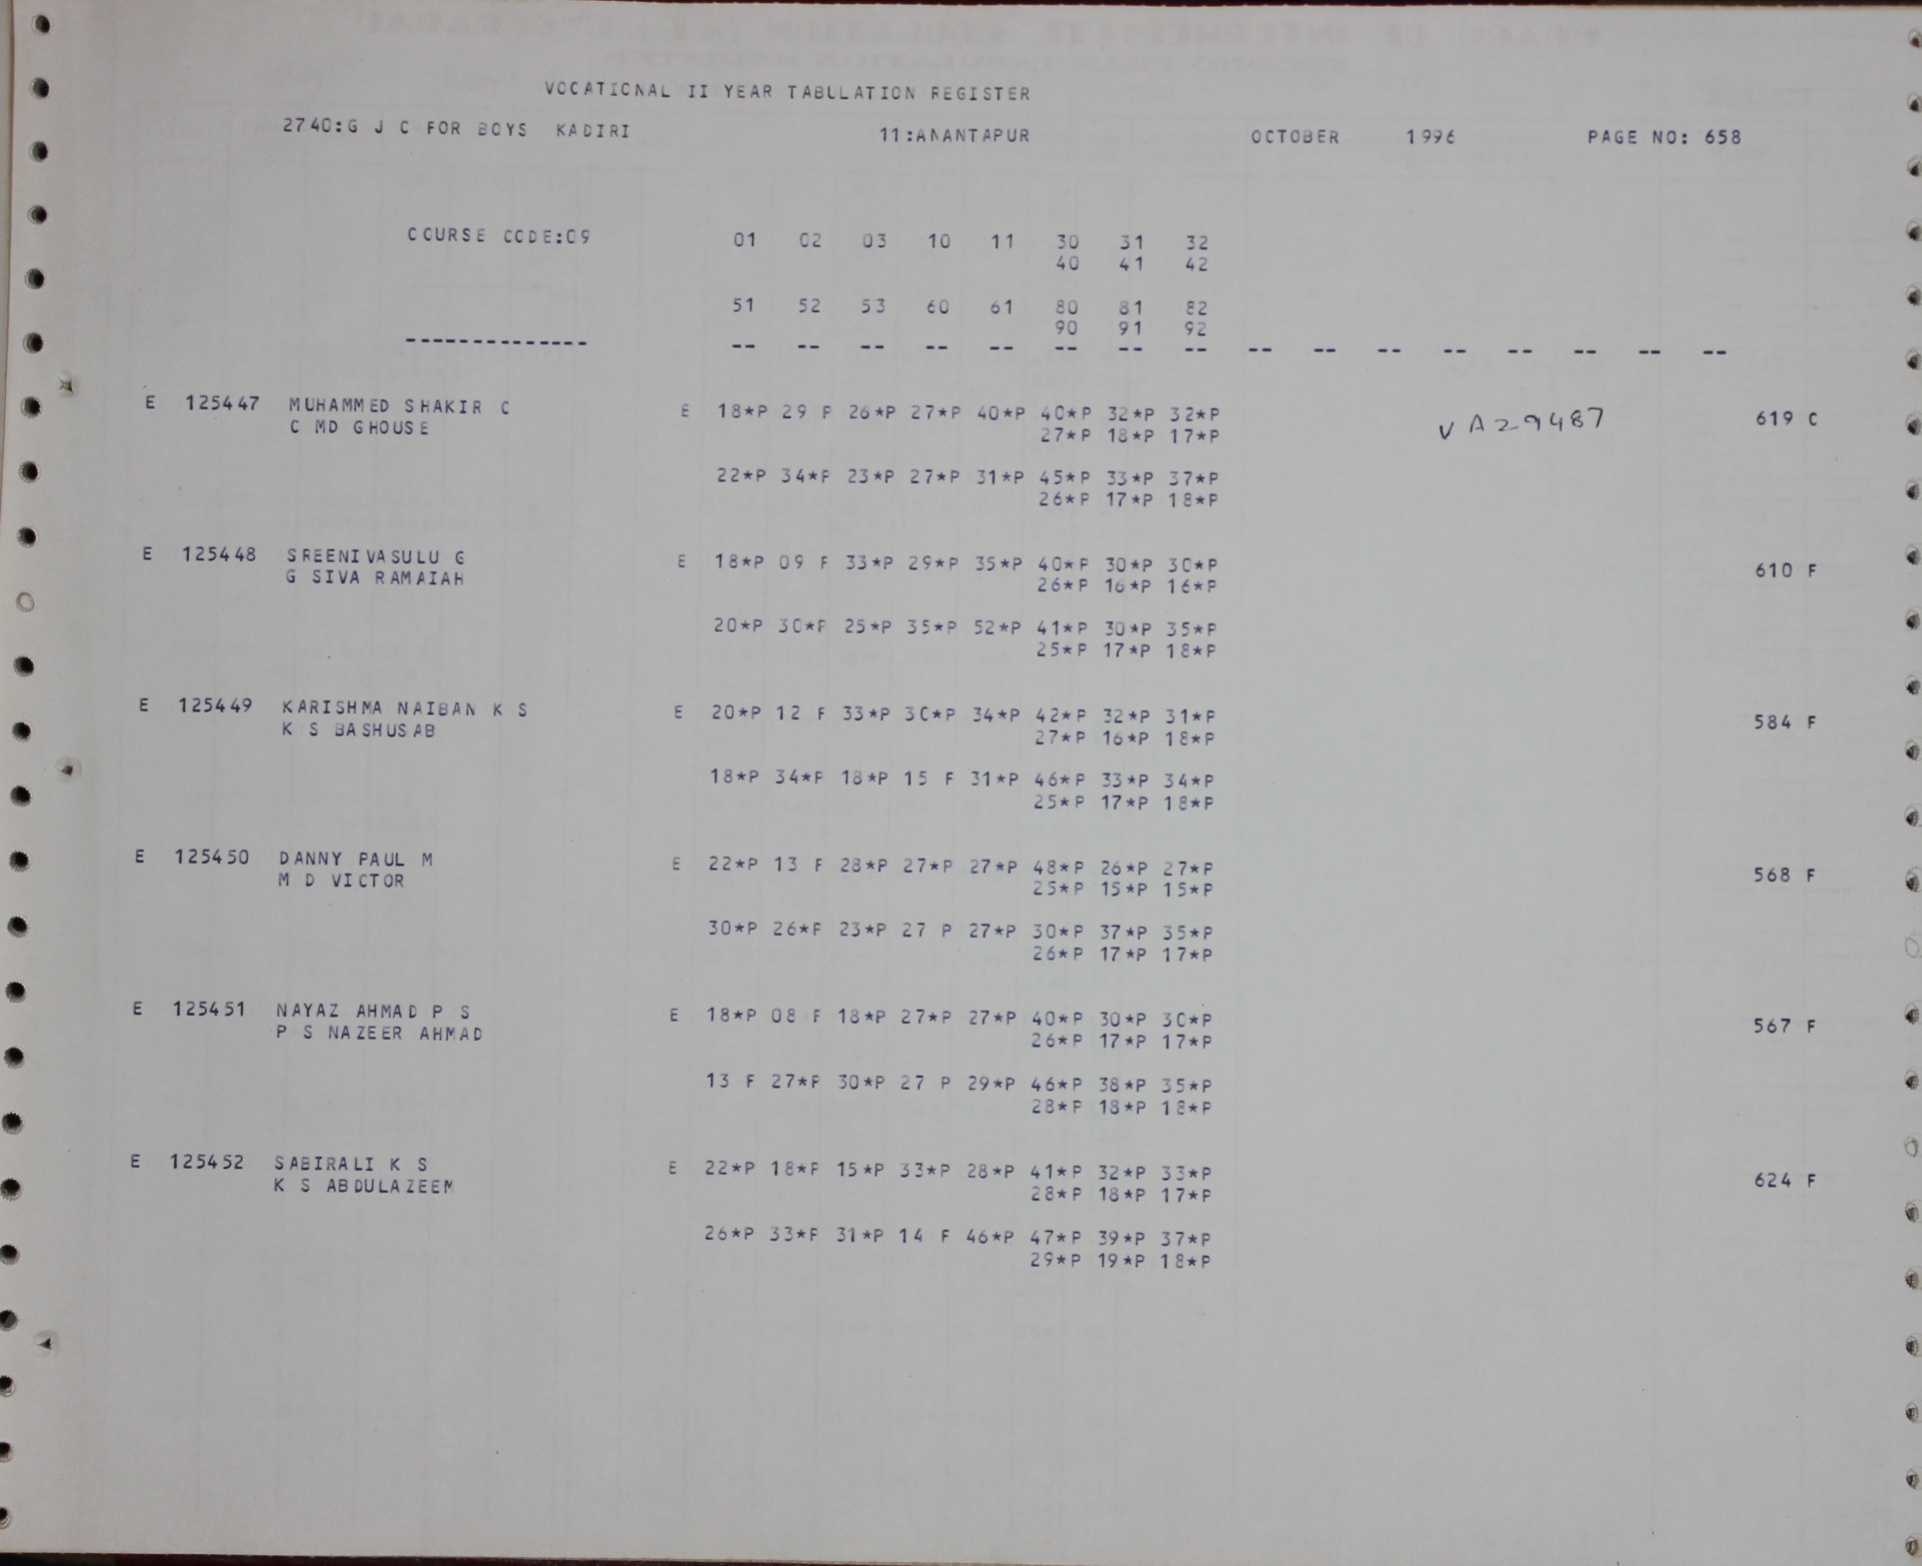 VOCATIONAL II YEAR TABULATION REGISTER
2740:G J C FOR BOYS KADIRI 11:ANANTAPUR OCTOBER 1996 PAGE NO: 658
COURSE CODE:09 01 02 03 10 11 30 31 32
40 41 42
51 52 53 60 61 80 81 82
90 91 92
-------------- -- -- -- -- -- -- -- -- -- -- -- -- -- -- -- --
E 125447 MUHAMMED SHAKIR C E 18*P 29 P 26*P 27*P 40*P 40*P 32*P 32*P VA29487 619 C
C MD GHOUSE 27*P 18*P 17*P
22*P 34*P 23*P 27*P 31*P 45*P 33*P 37*P
26*P 17*P 18*P
E 125448 SREENIVASULU G E 18*P 09 F 33*P 29*P 35*P 40*P 30*P 30*P 610 F
G SIVA RAMAIAH 26*P 16*P 16*P
20*P 30*P 25*P 35*P 52*P 41*P 30*P 35*P
25*P 17*P 18*P
E 125449 KARISHMA NAIBAN K S E 20*P 12 F 33*P 30*P 34*P 42*P 32*P 31*P 584 F
K S BASHUSAB 27*P 16*P 18*P
18*P 34*P 18*P 15 F 31*P 46*P 33*P 34*P
25*P 17*P 18*P
E 125450 DANNY PAUL M E 22*P 13 F 28*P 27*P 27*P 48*P 26*P 27*P 568 F
M D VICTOR 25*P 15*P 15*P
30*P 26*P 23*P 27 P 27*P 30*P 37*P 35*P
26*P 17*P 17*P
E 125451 NAYAZ AHMAD P S E 18*P 08 F 18*P 27*P 27*P 40*P 30*P 30*P 567 F
P S NAZEER AHMAD 26*P 17*P 17*P
13 F 27*P 30*P 27 P 29*P 46*P 38*P 35*P
28*P 18*P 18*P
E 125452 SABIRALI K S E 22*P 18*P 15*P 33*P 28*P 41*P 32*P 33*P 624 F
K S ABDULAZEEM 28*P 18*P 17*P
26*P 33*P 31*P 14 F 46*P 47*P 39*P 37*P
29*P 19*P 18*P